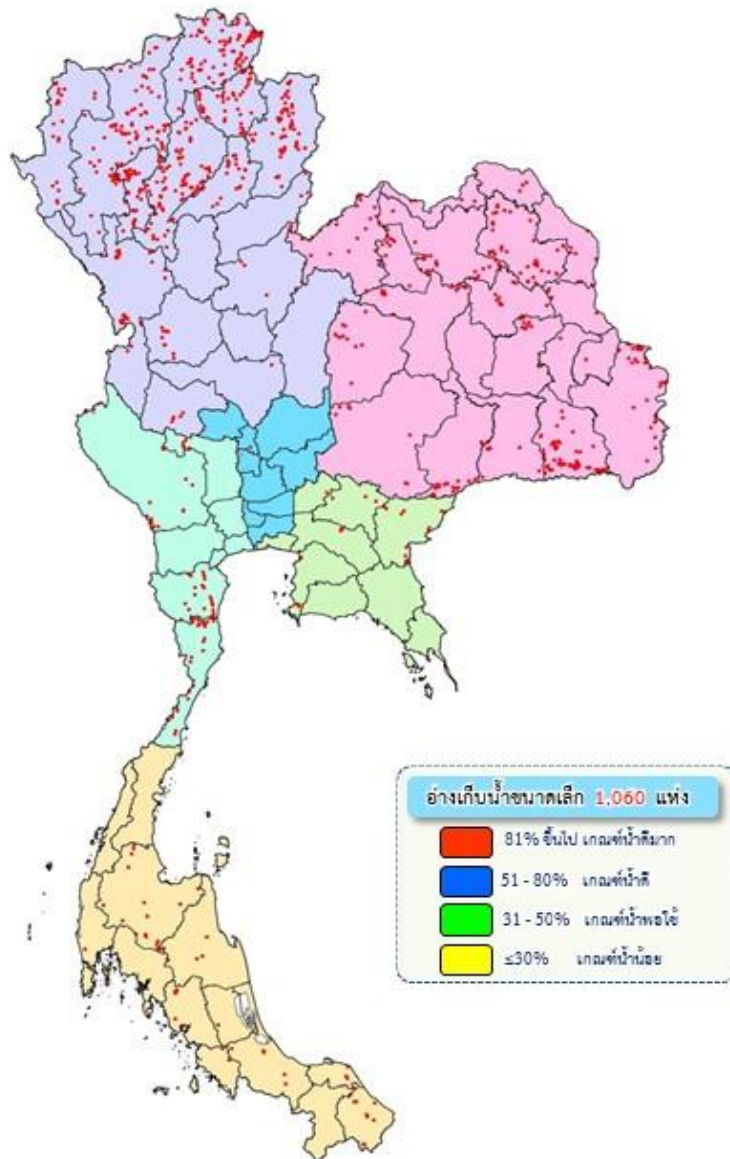 อ่างเก็บน้ำขนาดเล็ก 1,060 แห่ง
81% ขึ้นไป เกณฑ์น้ำดีมาก
51 - 80% เกณฑ์น้ำดี
31 - 50% เกณฑ์น้ำพอใช้
≤30% เกณฑ์น้ำน้อย